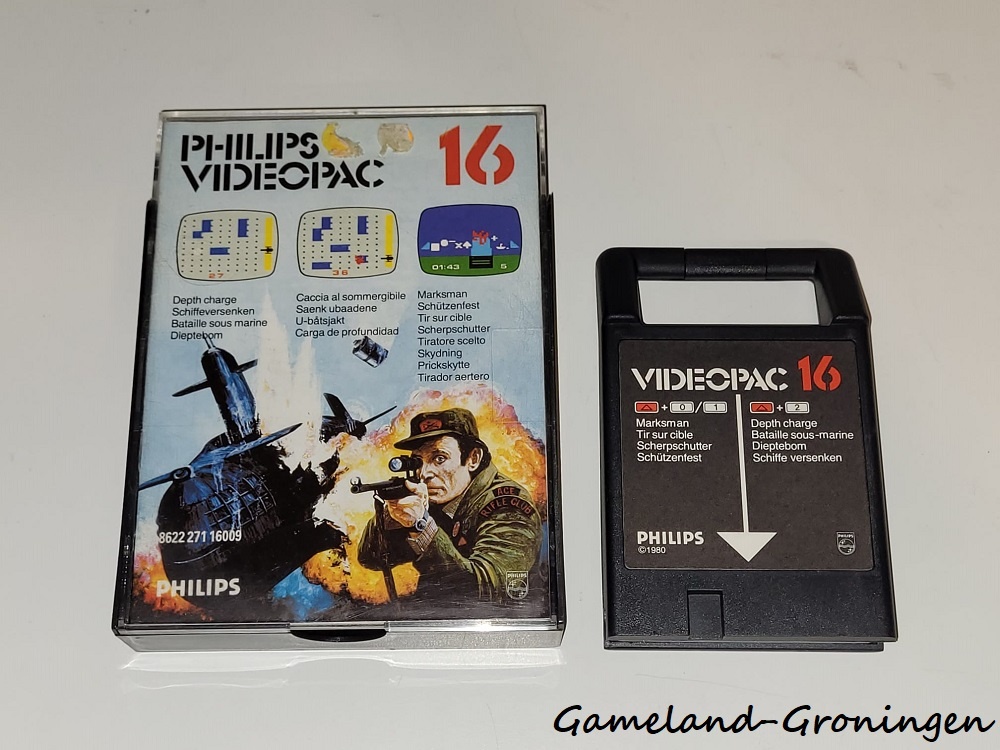 PHILIPS
VIDEOPAC
16
27
36
01:43 5
Depth charge
Schiffeversenken
Bataille sous marine
Dieptebom
Caccia al sommergibile
Saenk ubaadene
U-båtsjakt
Carga de profundidad
Marksman
Schützenfest
Tir sur cible
Scherpschutter
Tiratore scelto
Skydning
Prickskytte
Tirador aertero
ACE
RIFLE CLUB
8622 271 16009
PHILIPS
PHILIPS
VIDEOPAC 16
+ 0 / 1
+ 2
Marksman
Tir sur cible
Scherpschutter
Schützenfest
Depth charge
Bataille sous-marine
Dieptebom
Schiffe versenken
PHILIPS
©1980
PHILIPS
Gameland-Groningen